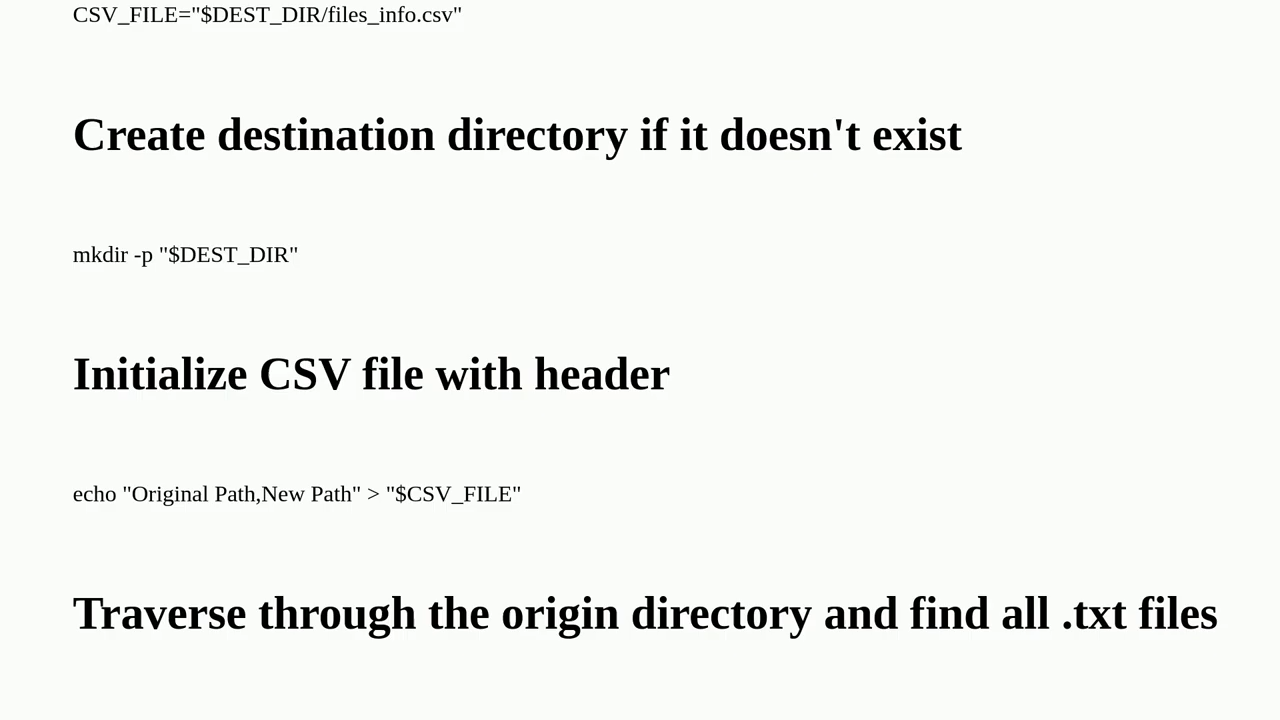 CSV_FILE="$DEST_DIR/files_info.csv"
Create destination directory if it doesn't exist
mkdir -p "$DEST_DIR"
Initialize CSV file with header
echo "Original Path,New Path" > "$CSV_FILE"
Traverse through the origin directory and find all .txt files